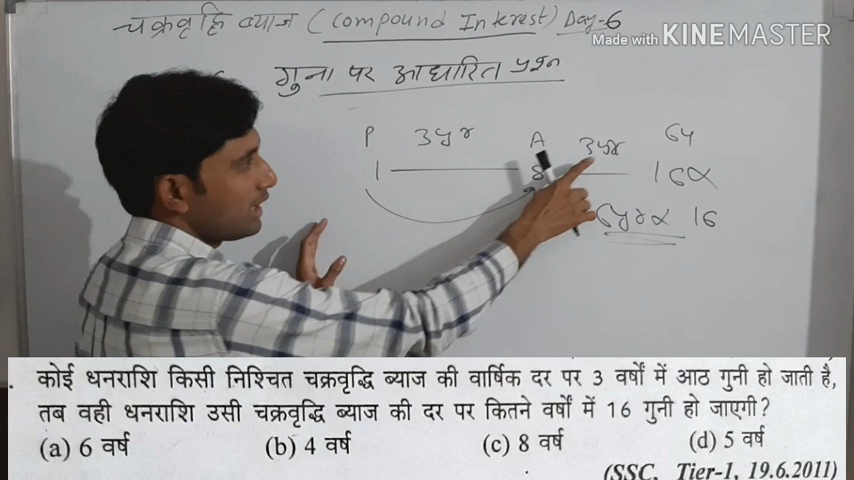 चक्रवृद्धि ब्याज (Compound Interest) Day-6
Made with KINEMASTER
गुना पर आधारित प्रश्न
P 3yr A 3yr 64
1 8 16α
6yrα 16
कोई धनराशि किसी निश्चित चक्रवृद्धि ब्याज की वार्षिक दर पर 3 वर्षों में आठ गुनी हो जाती है,
तब वही धनराशि उसी चक्रवृद्धि ब्याज की दर पर कितने वर्षों में 16 गुनी हो जाएगी?
(a) 6 वर्ष (b) 4 वर्ष (c) 8 वर्ष (d) 5 वर्ष
(SSC, Tier-1, 19.6.2011)